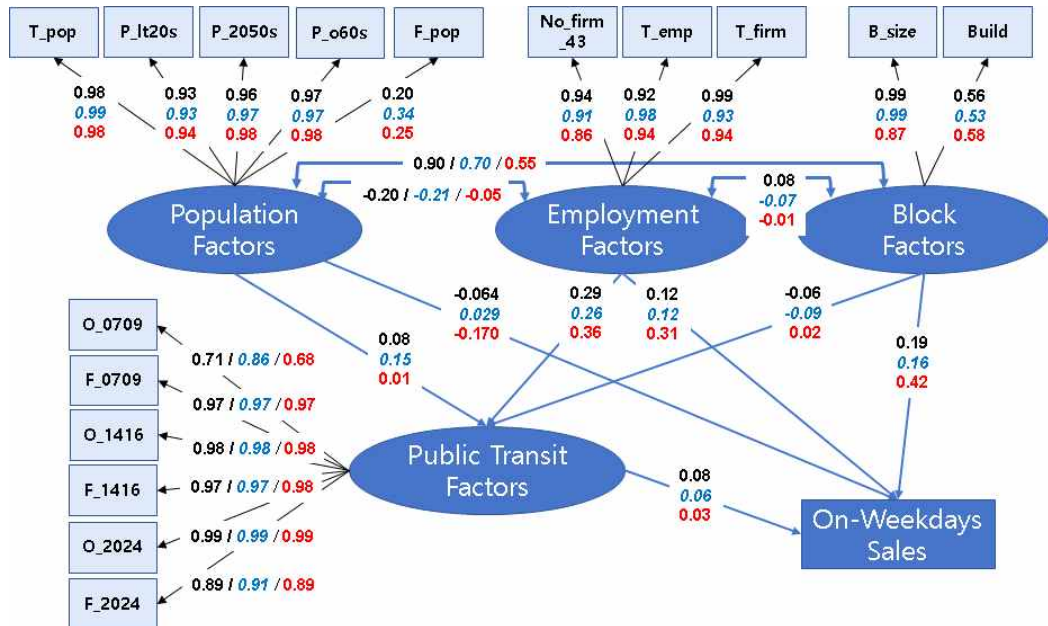 T_pop
P_lt20s
P_2050s
P_o60s
F_pop
No_firm
_43
T_emp
T_firm
B_size
Build
0.98
0.99
0.98
0.93
0.93
0.94
0.96
0.97
0.98
0.97
0.97
0.98
0.20
0.34
0.25
0.94
0.91
0.86
0.92
0.98
0.94
0.99
0.93
0.94
0.99
0.99
0.87
0.56
0.53
0.58
0.90 / 0.70 / 0.55
-0.20 / -0.21 / -0.05
0.08
-0.07
-0.01
Population
Factors
Employment
Factors
Block
Factors
-0.064
0.029
-0.170
0.29
0.26
0.36
0.12
0.12
0.31
-0.06
-0.09
0.02
0.08
0.15
0.01
0.19
0.16
0.42
O_0709
F_0709
O_1416
F_1416
O_2024
F_2024
0.71 / 0.86 / 0.68
0.97 / 0.97 / 0.97
0.98 / 0.98 / 0.98
0.97 / 0.97 / 0.98
0.99 / 0.99 / 0.99
0.89 / 0.91 / 0.89
Public Transit
Factors
0.08
0.06
0.03
On-Weekdays
Sales